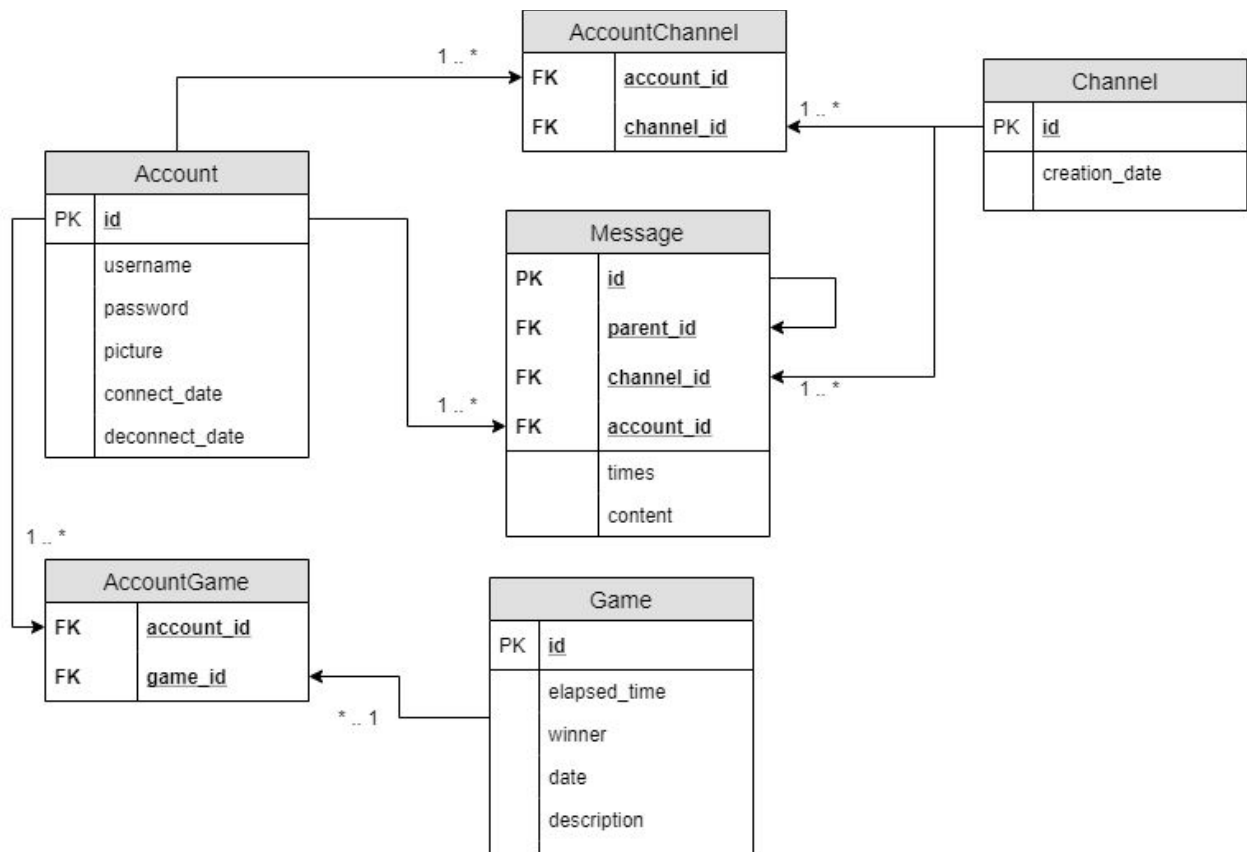 AccountChannel
1 .. *
FK account_id
FK channel_id
Channel
1 .. *
PK id
creation_date
Account
PK id
username
password
picture
connect_date
deconnect_date
Message
PK id
FK parent_id
FK channel_id
1 .. *
1 .. *
FK account_id
times
content
1 .. *
AccountGame
FK account_id
FK game_id
* .. 1
Game
PK id
elapsed_time
winner
date
description